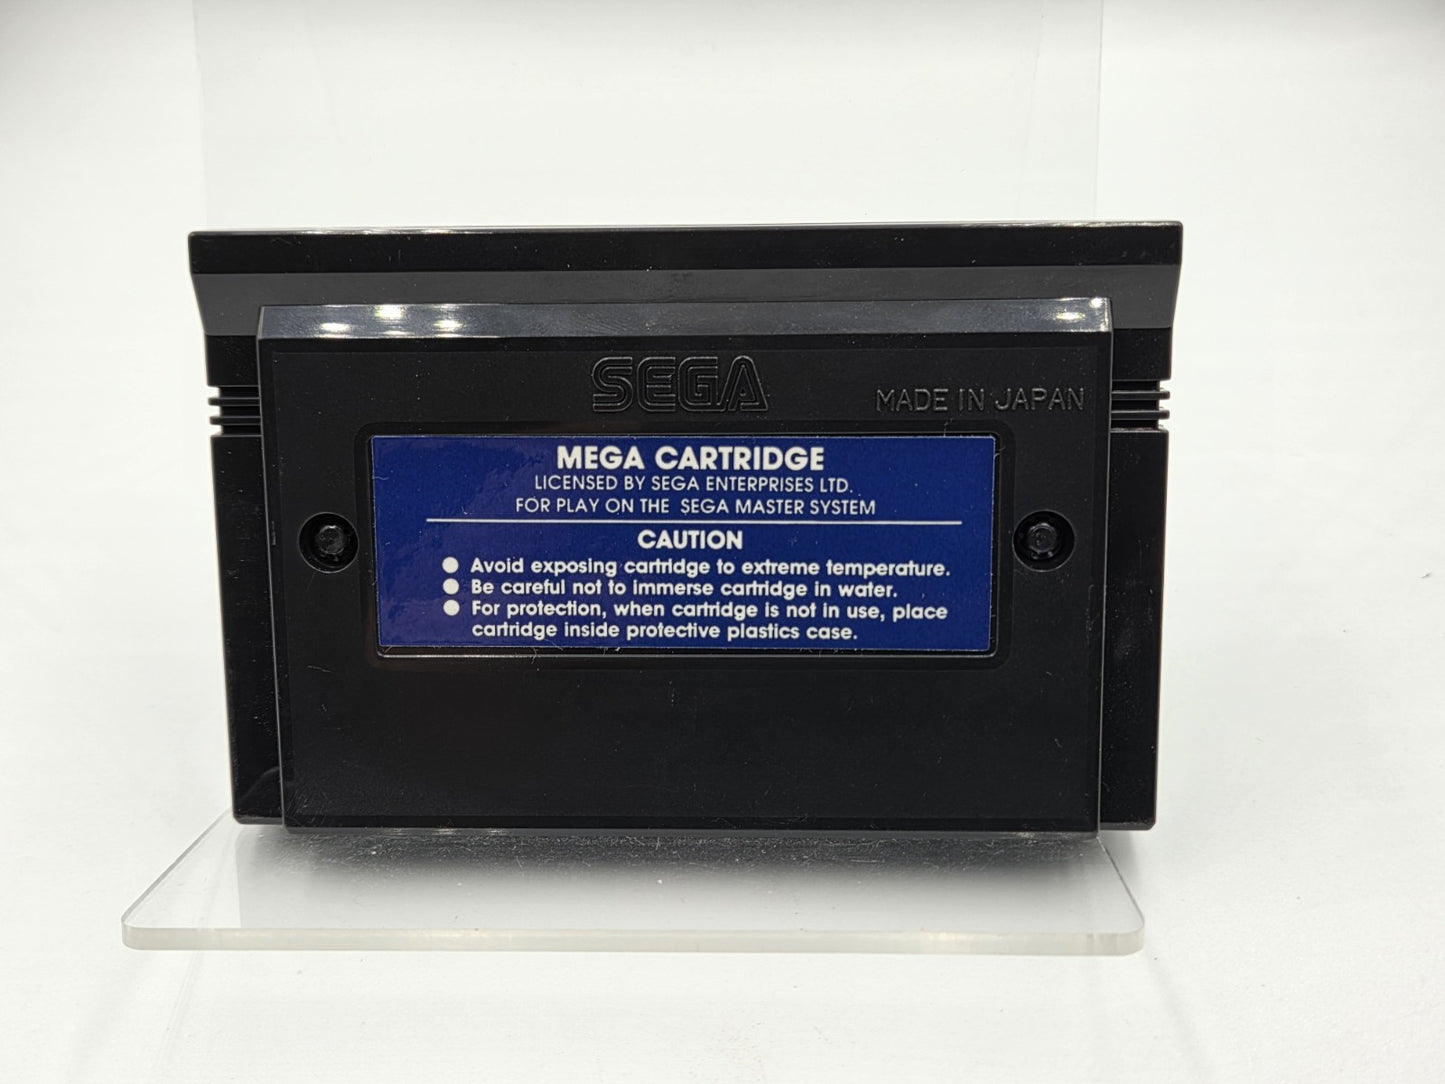 SEGA
MADE IN JAPAN
MEGA CARTRIDGE
LICENSED BY SEGA ENTERPRISES LTD.
FOR PLAY ON THE SEGA MASTER SYSTEM
CAUTION
● Avoid exposing cartridge to extreme temperature.
● Be careful not to immerse cartridge in water.
● For protection, when cartridge is not in use, place
cartridge inside protective plastics case.